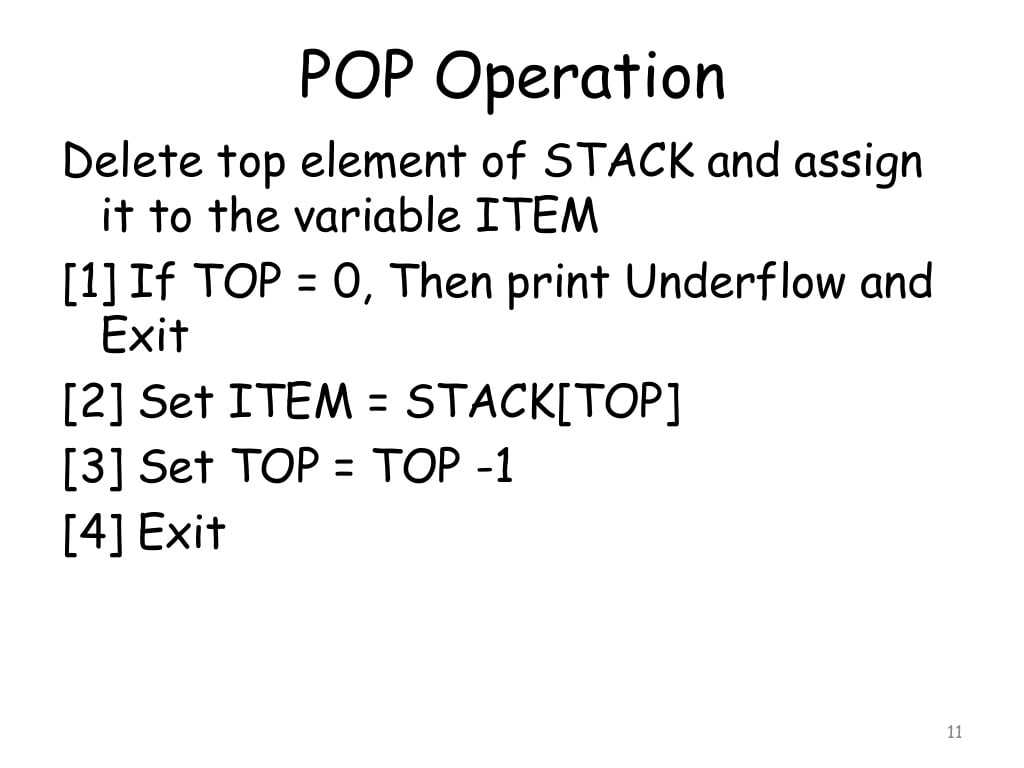 POP Operation
Delete top element of STACK and assign
it to the variable ITEM
[1] If TOP = 0, Then print Underflow and
Exit
[2] Set ITEM = STACK[TOP]
[3] Set TOP = TOP -1
[4] Exit
11